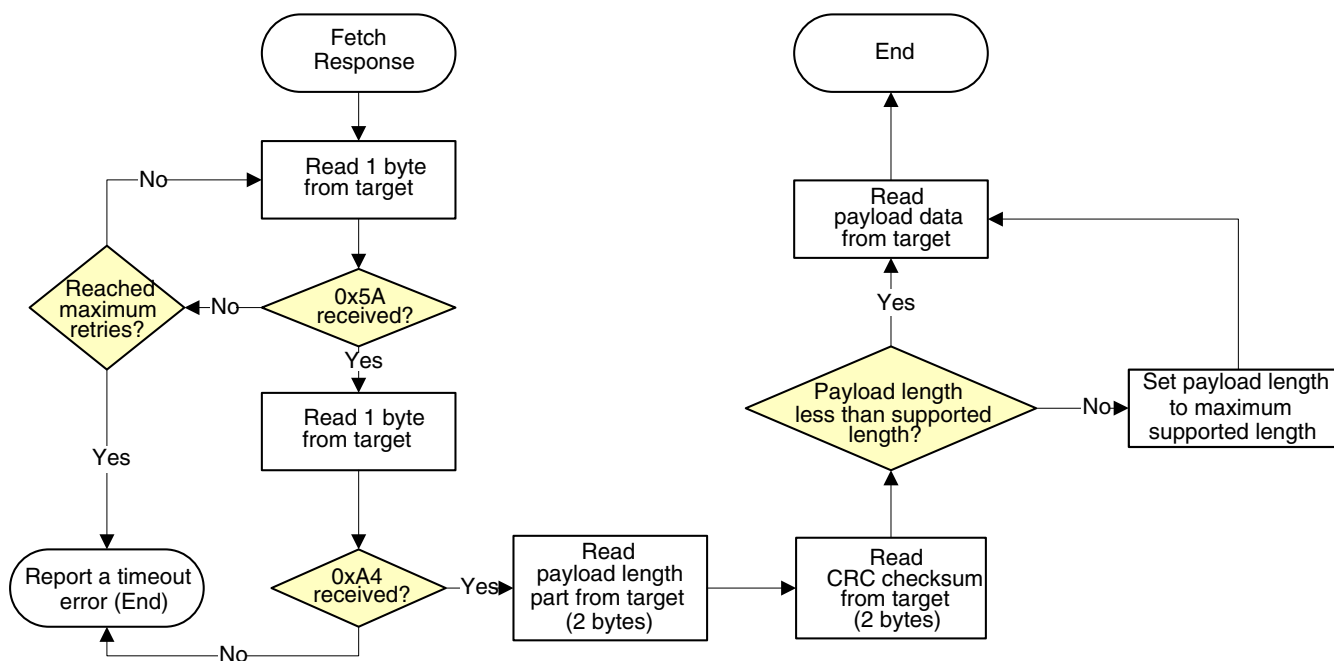 Fetch
Response
No
Read 1 byte
from target
Reached
maximum
retries?
No
0x5A
received?
Yes
Read 1 byte
from target
Yes
Report a timeout
error (End)
0xA4
received?
No
Yes
Read
payload length
part from target
(2 bytes)
Read
CRC checksum
from target
(2 bytes)
Payload length
less than supported
length?
No
Set payload length
to maximum
supported length
Yes
Read
payload data
from target
End